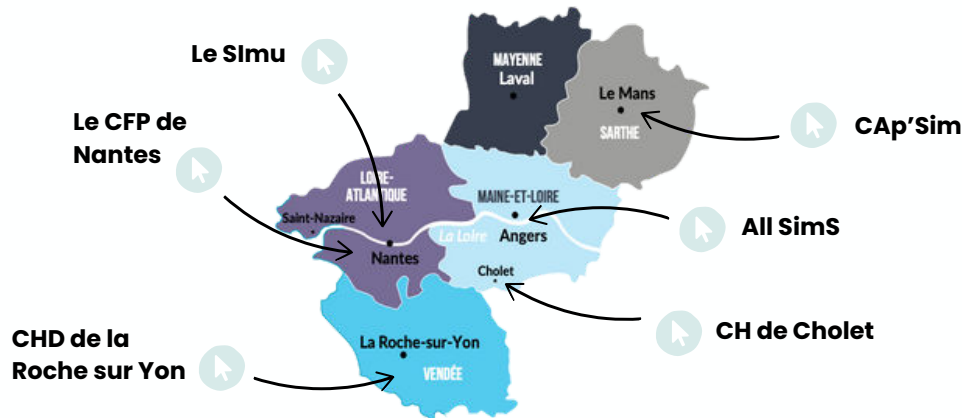 Le SImu
Le CFP de
Nantes
CHD de la
Roche sur Yon
MAYENNE
Laval
Le Mans
SARTHE
LOIRE-
ATLANTIQUE
Saint-Nazaire
Nantes
MAINE-ET-LOIRE
La Loire
Angers
Cholet
La Roche-sur-Yon
VENDÉE
CAp’Sim
All SimS
CH de Cholet